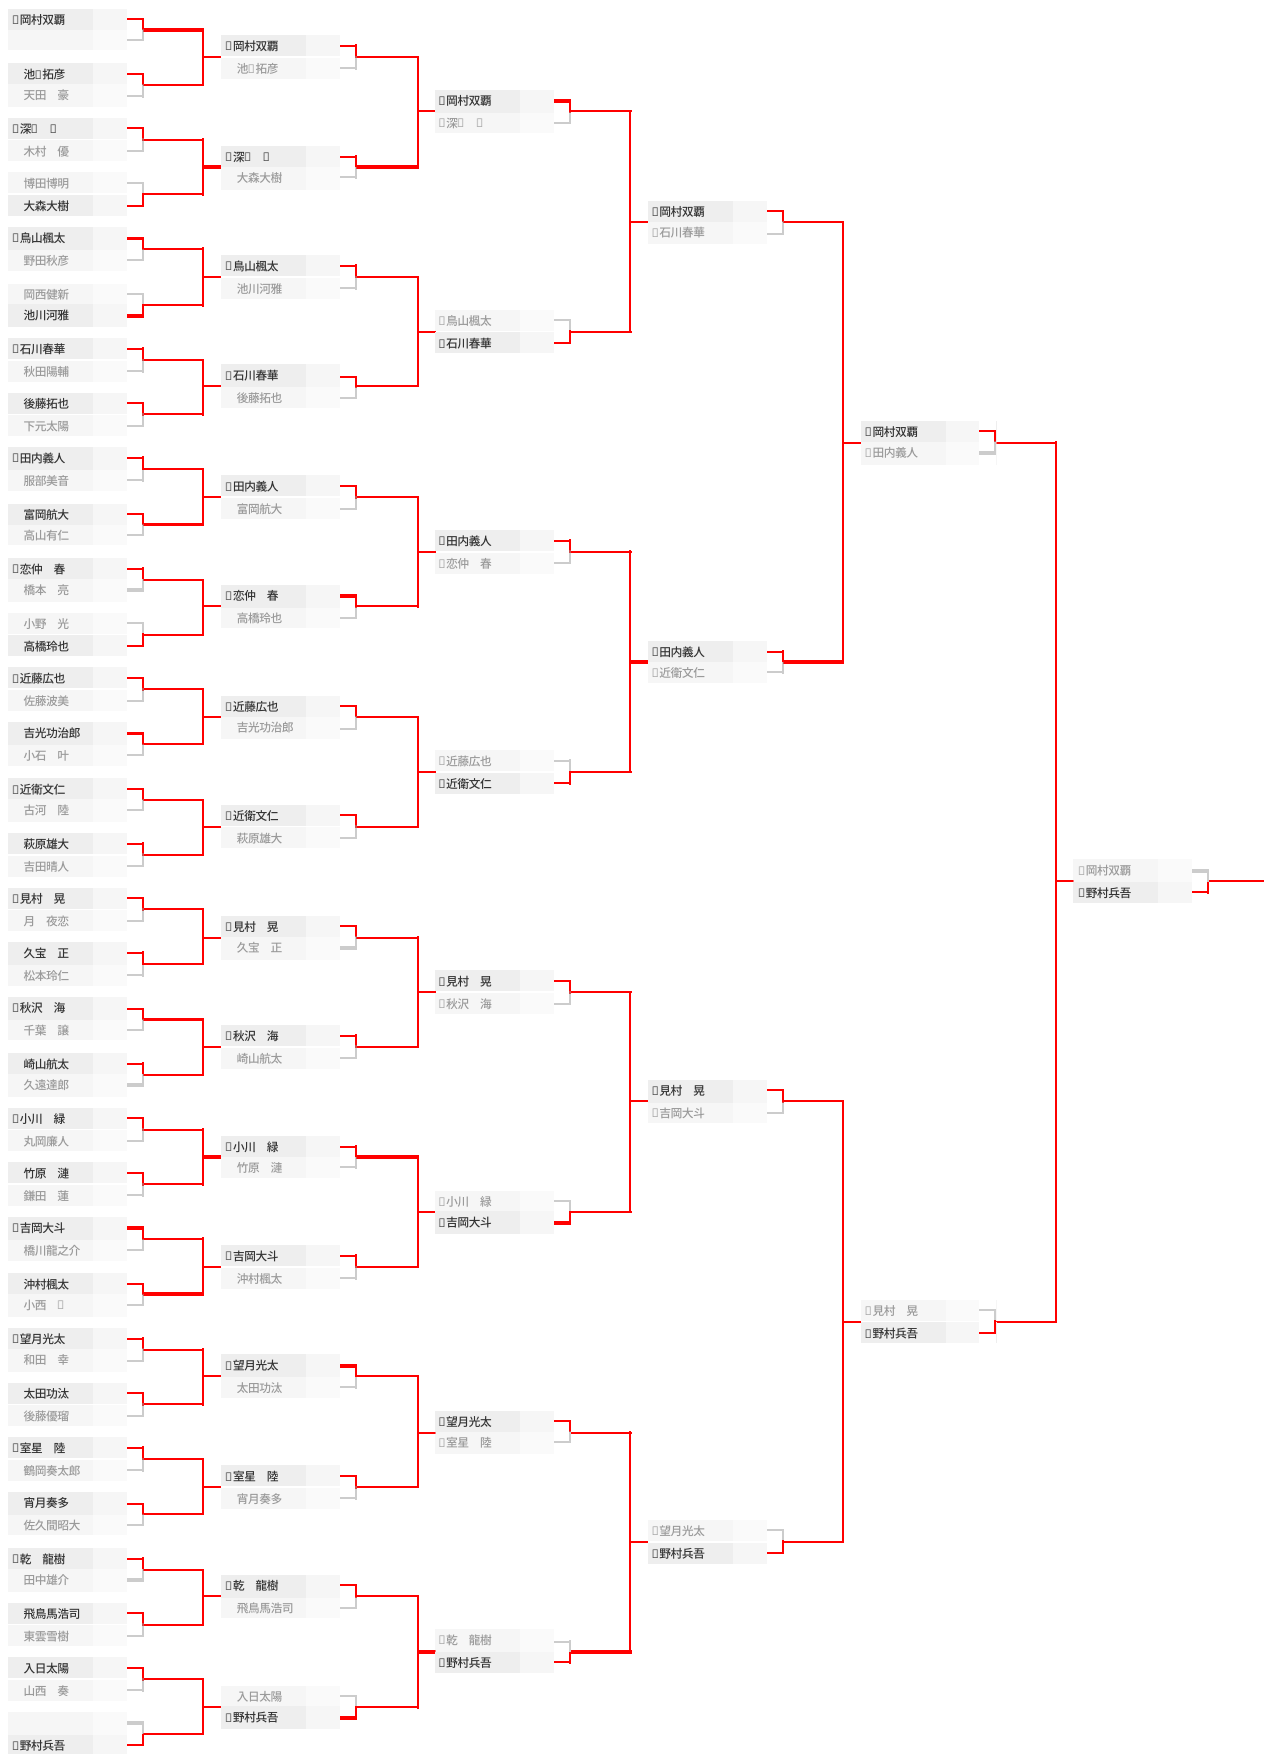 岡村双覇
池 拓彦
天田 豪
深
木村 優
博田博明
大森大樹
鳥山楓太
野田秋彦
岡西健新
池川河雅
石川春華
秋田陽輔
後藤拓也
下元太陽
田内義人
服部美音
富岡航大
高山有仁
恋仲 春
橋本 亮
小野 光
高橋玲也
近藤広也
佐藤波美
吉光功治郎
小石 叶
近衛文仁
古河 陸
萩原雄大
吉田晴人
見村 晃
月 夜恋
久宝 正
松本玲仁
秋沢 海
千葉 譲
崎山航太
久遠達郎
小川 緑
丸岡廉人
竹原 漣
鎌田 蓮
吉岡大斗
橋川龍之介
沖村楓太
小西
望月光太
和田 幸
太田功汰
後藤優瑠
室星 陸
鶴岡奏太郎
宵月奏多
佐久間昭大
乾 龍樹
田中雄介
飛鳥馬浩司
東雲雪樹
入日太陽
山西 奏
野村兵吾
岡村双覇
池 拓彦
深
大森大樹
鳥山楓太
池川河雅
石川春華
後藤拓也
田内義人
富岡航大
恋仲 春
高橋玲也
近藤広也
吉光功治郎
近衛文仁
萩原雄大
見村 晃
久宝 正
秋沢 海
崎山航太
小川 緑
竹原 漣
吉岡大斗
沖村楓太
望月光太
太田功汰
室星 陸
宵月奏多
乾 龍樹
飛鳥馬浩司
入日太陽
野村兵吾
岡村双覇
深
鳥山楓太
石川春華
田内義人
恋仲 春
近藤広也
近衛文仁
見村 晃
秋沢 海
小川 緑
吉岡大斗
望月光太
室星 陸
乾 龍樹
野村兵吾
岡村双覇
石川春華
田内義人
近衛文仁
見村 晃
吉岡大斗
望月光太
野村兵吾
岡村双覇
田内義人
見村 晃
野村兵吾
岡村双覇
野村兵吾